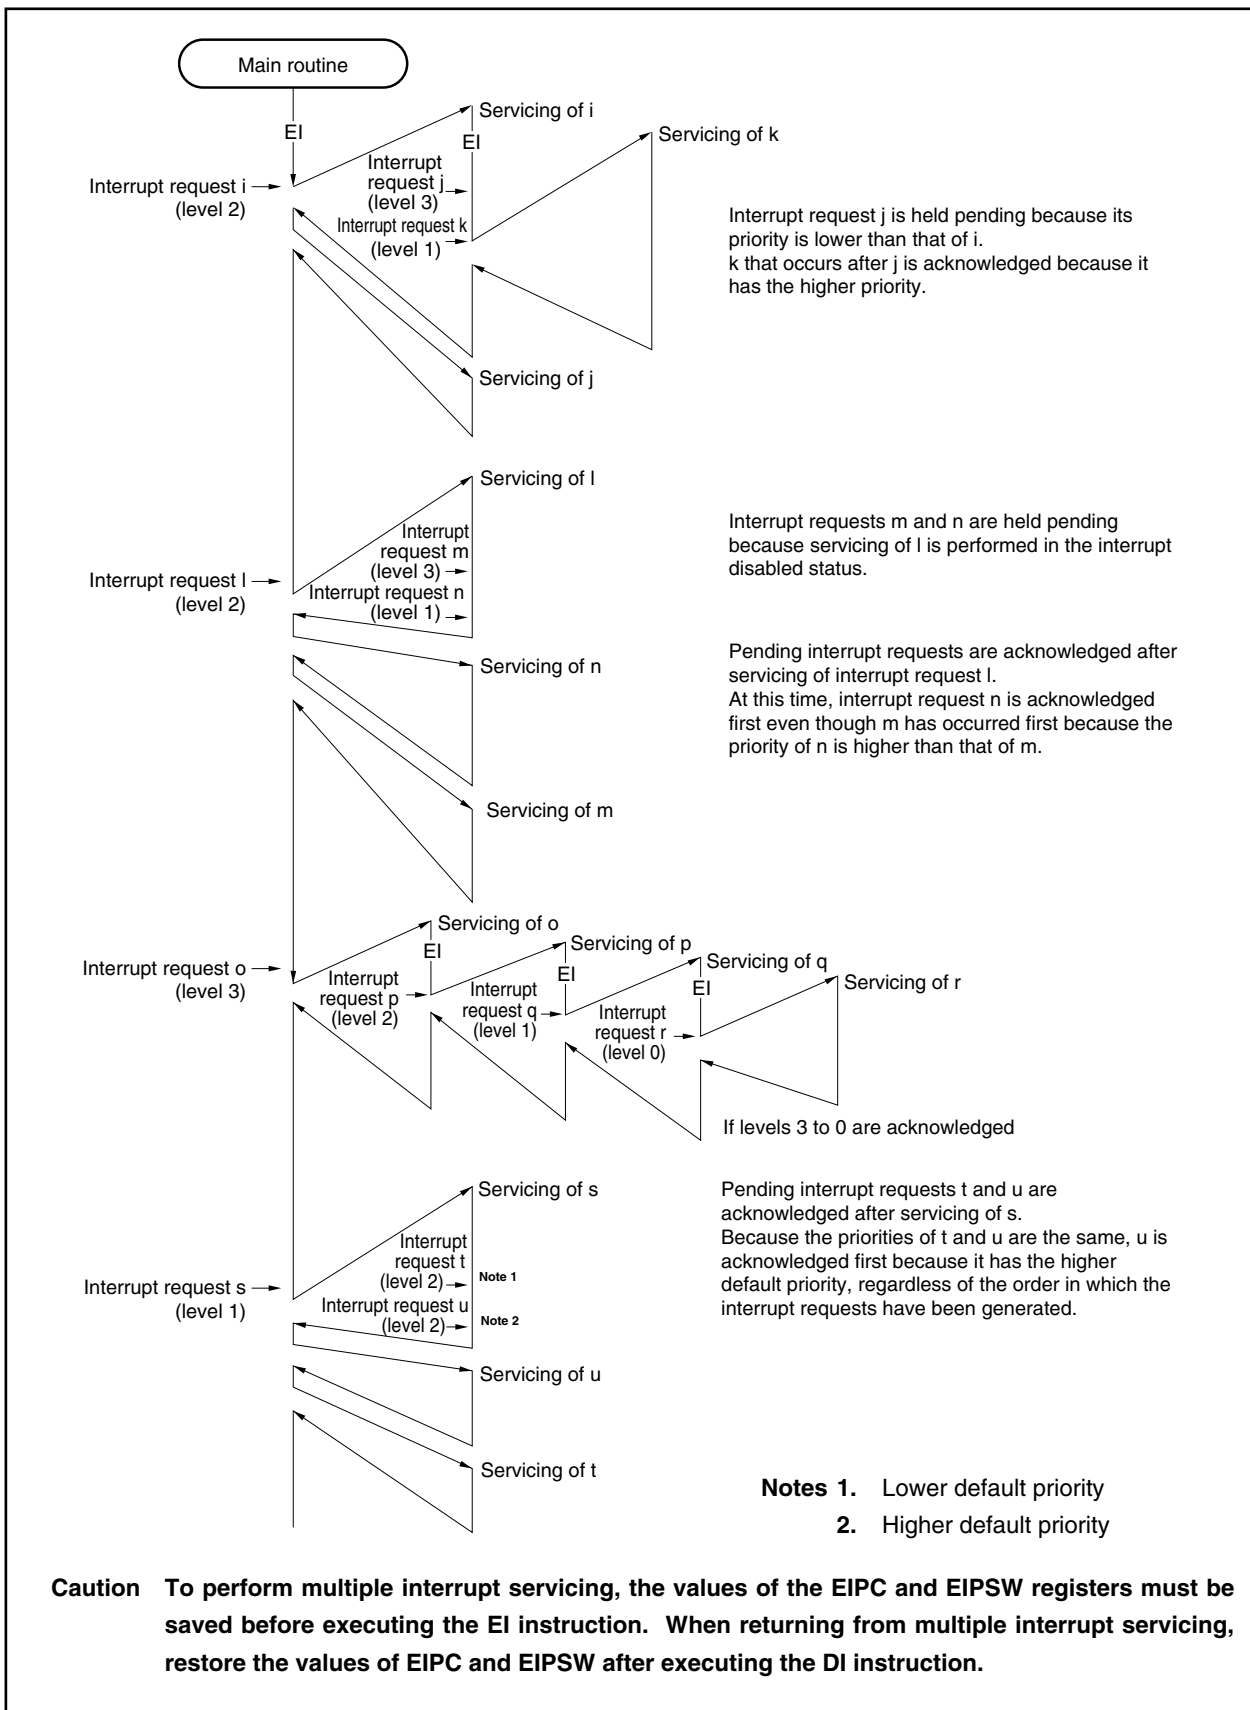 Main routine
EI
Servicing of i
EI
Servicing of k
Interrupt request i
(level 2)
Interrupt
request j
(level 3)
Interrupt request k
(level 1)
Interrupt request j is held pending because its
priority is lower than that of i.
k that occurs after j is acknowledged because it
has the higher priority.
Servicing of j
Servicing of l
Interrupt request l
(level 2)
Interrupt
request m
(level 3)
Interrupt request n
(level 1)
Interrupt requests m and n are held pending
because servicing of l is performed in the interrupt
disabled status.
Servicing of n
Pending interrupt requests are acknowledged after
servicing of interrupt request l.
At this time, interrupt request n is acknowledged
first even though m has occurred first because the
priority of n is higher than that of m.
Servicing of m
Servicing of o
EI
Servicing of p
EI
Servicing of q
EI
Servicing of r
Interrupt request o
(level 3)
Interrupt
request p
(level 2)
Interrupt
request q
(level 1)
Interrupt
request r
(level 0)
If levels 3 to 0 are acknowledged
Servicing of s
Interrupt request s
(level 1)
Interrupt
request t
(level 2)
Note 1
Interrupt request u
(level 2)
Note 2
Pending interrupt requests t and u are
acknowledged after servicing of s.
Because the priorities of t and u are the same, u is
acknowledged first because it has the higher
default priority, regardless of the order in which the
interrupt requests have been generated.
Servicing of u
Servicing of t
Notes 1. Lower default priority
2. Higher default priority
Caution To perform multiple interrupt servicing, the values of the EIPC and EIPSW registers must be
saved before executing the EI instruction. When returning from multiple interrupt servicing,
restore the values of EIPC and EIPSW after executing the DI instruction.